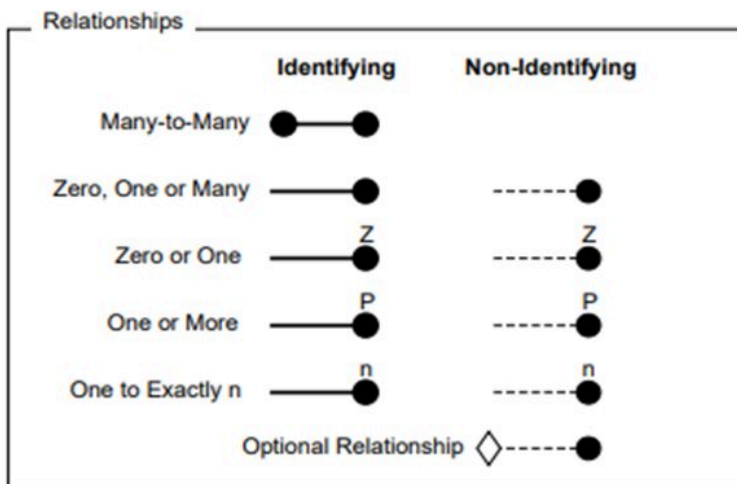 Relationships
Identifying Non-Identifying
Many-to-Many
Zero, One or Many
Z Z
Zero or One
P P
One or More
n n
One to Exactly n
Optional Relationship